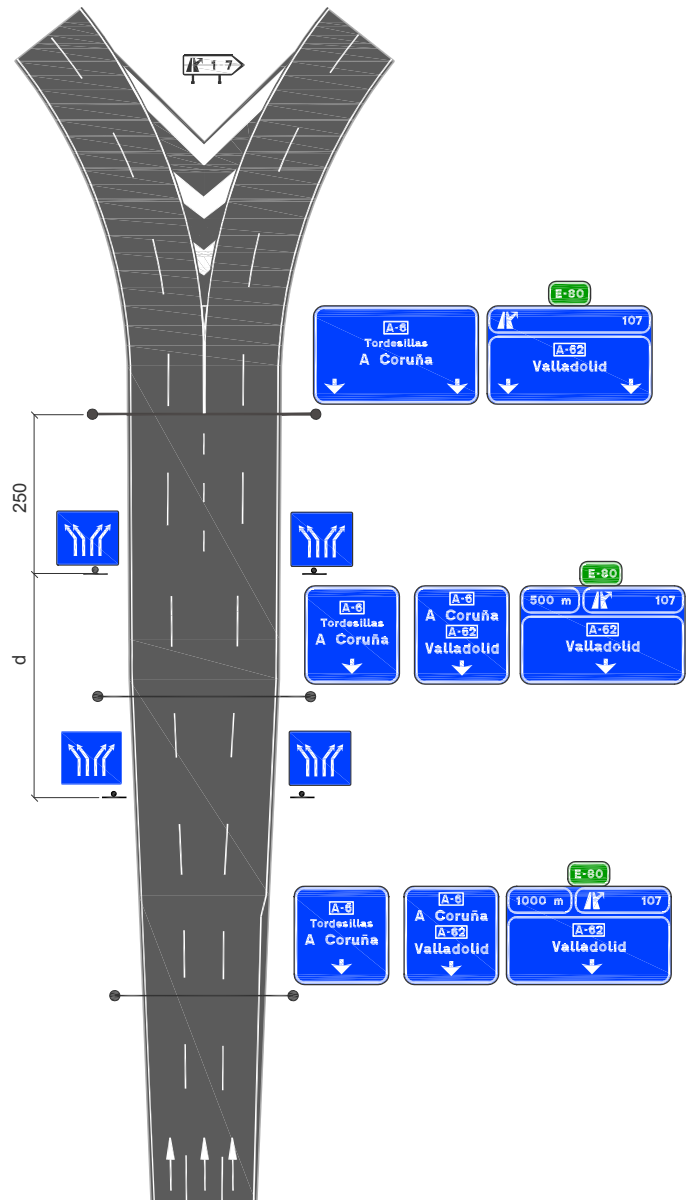 1 7
E-80
A-6
Tordesillas
A Coruña
107
A-62
Valladolid
250
E-80
A-6
Tordesillas
A Coruña
A-6
A Coruña
A-62
Valladolid
500 m
107
A-62
Valladolid
d
E-80
A-6
Tordesillas
A Coruña
A-6
A Coruña
A-62
Valladolid
1000 m
107
A-62
Valladolid